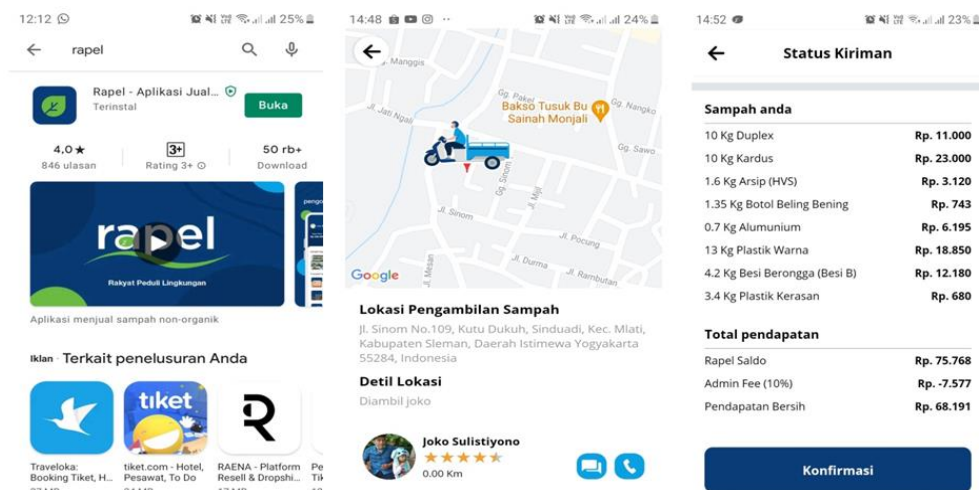 12:12
25%
rapel
Rapel - Aplikasi Jual...
Terinstal
Buka
4,0★
846 ulasan
3+
Rating 3+
50 rb+
Download
rapel
Rakyat Peduli Lingkungan
Aplikasi menjual sampah non-organik
Iklan · Terkait penelusuran Anda
tiket
Traveloka:
Booking Tiket, H...
tiket.com - Hotel,
Pesawat, To Do
RAENA - Platform
Resell & Dropshi...
14:48
24%
Manggis
Jl. Jan Ngali
Gg. Pakel
Bakso Tusuk Bu
Sainah Monjali
Gg. Nangko
Gg. Sawo
Gg. Sinom
Jl. Miji
Jl. Sinom
Jl. Pocung
Jl. Durma
Jl. Rambutan
Jl. Mesan
Google
Lokasi Pengambilan Sampah
Jl. Sinom No.109, Kutu Dukuh, Sinduadi, Kec. Mlati,
Kabupaten Sleman, Daerah Istimewa Yogyakarta
55284, Indonesia
Detil Lokasi
Diambil joko
Joko Sulistiyono
0.00 Km
14:52
23%
Status Kiriman
Sampah anda
10 Kg Duplex Rp. 11.000
10 Kg Kardus Rp. 23.000
1.6 Kg Arsip (HVS) Rp. 3.120
1.35 Kg Botol Beling Bening Rp. 743
0.7 Kg Alumunium Rp. 6.195
13 Kg Plastik Warna Rp. 18.850
4.2 Kg Besi Berongga (Besi B) Rp. 12.180
3.4 Kg Plastik Kerasan Rp. 680
Total pendapatan
Rapel Saldo Rp. 75.768
Admin Fee (10%) Rp. -7.577
Pendapatan Bersih Rp. 68.191
Konfirmasi